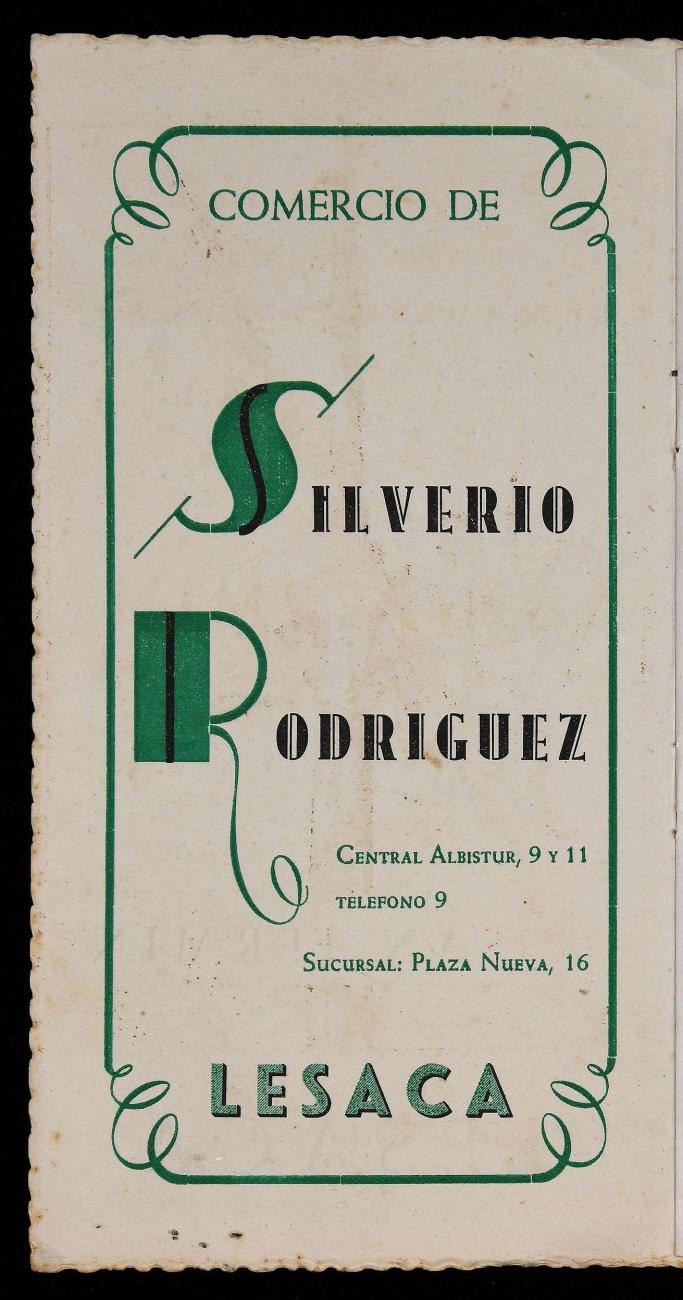 COMERCIO DE
SILVERIO
RODRIGUEZ
CENTRAL ALBISTUR, 9 Y 11
TELEFONO 9
SUCURSAL: PLAZA NUEVA, 16
LESACA